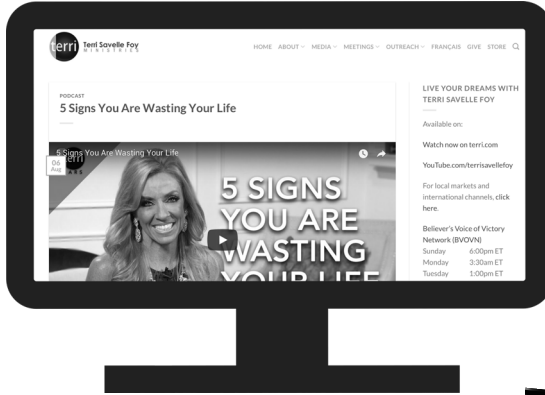 terri Terri Savelle Foy
MINISTRIES
HOME ABOUT MEDIA MEETINGS OUTREACH FRANÇAIS GIVE STORE
PODCAST
5 Signs You Are Wasting Your Life
06
Aug
5 Signs You Are Wasting Your Life
5 SIGNS
YOU ARE
WASTING
YOUR LIFE
LIVE YOUR DREAMS WITH
TERRI SAVELLE FOY
Available on:
Watch now on terri.com
YouTube.com/terrisavellefoy
For local markets and
international channels, click
here.
Believer's Voice of Victory
Network (BVOVN)
Sunday 6:00pm ET
Monday 3:30am ET
Tuesday 1:00pm ET